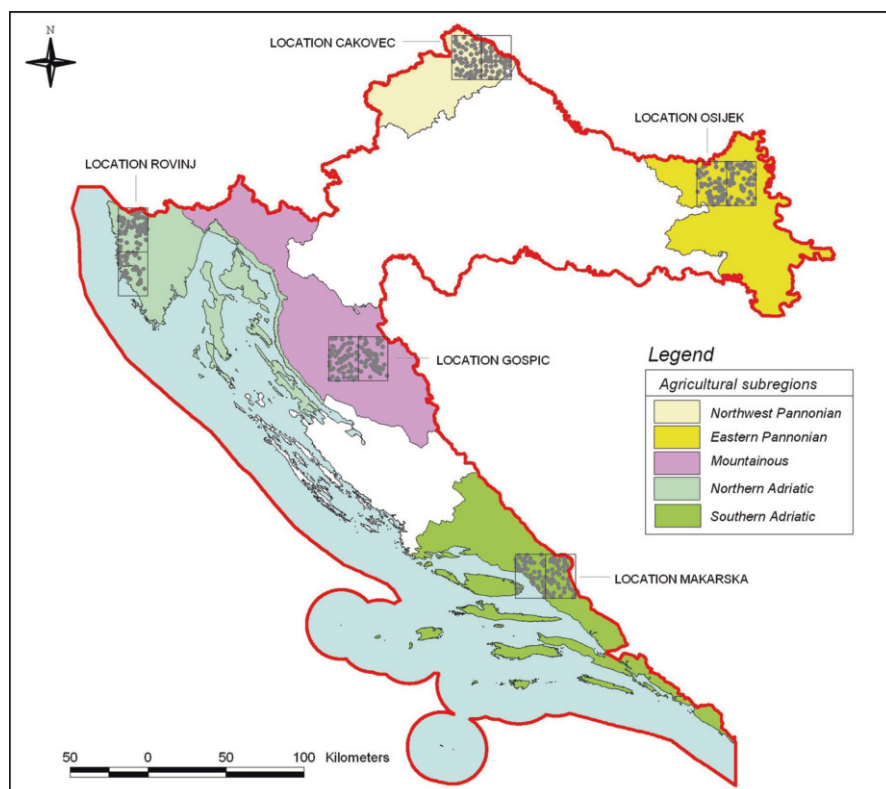 N
LOCATION CAKOVEC
LOCATION OSIJEK
LOCATION ROVINJ
LOCATION GOSPIC
Legend
Agricultural subregions
Northwest Pannonian
Eastern Pannonian
Mountainous
Northern Adriatic
Southern Adriatic
LOCATION MAKARSKA
50 0 50 100 Kilometers